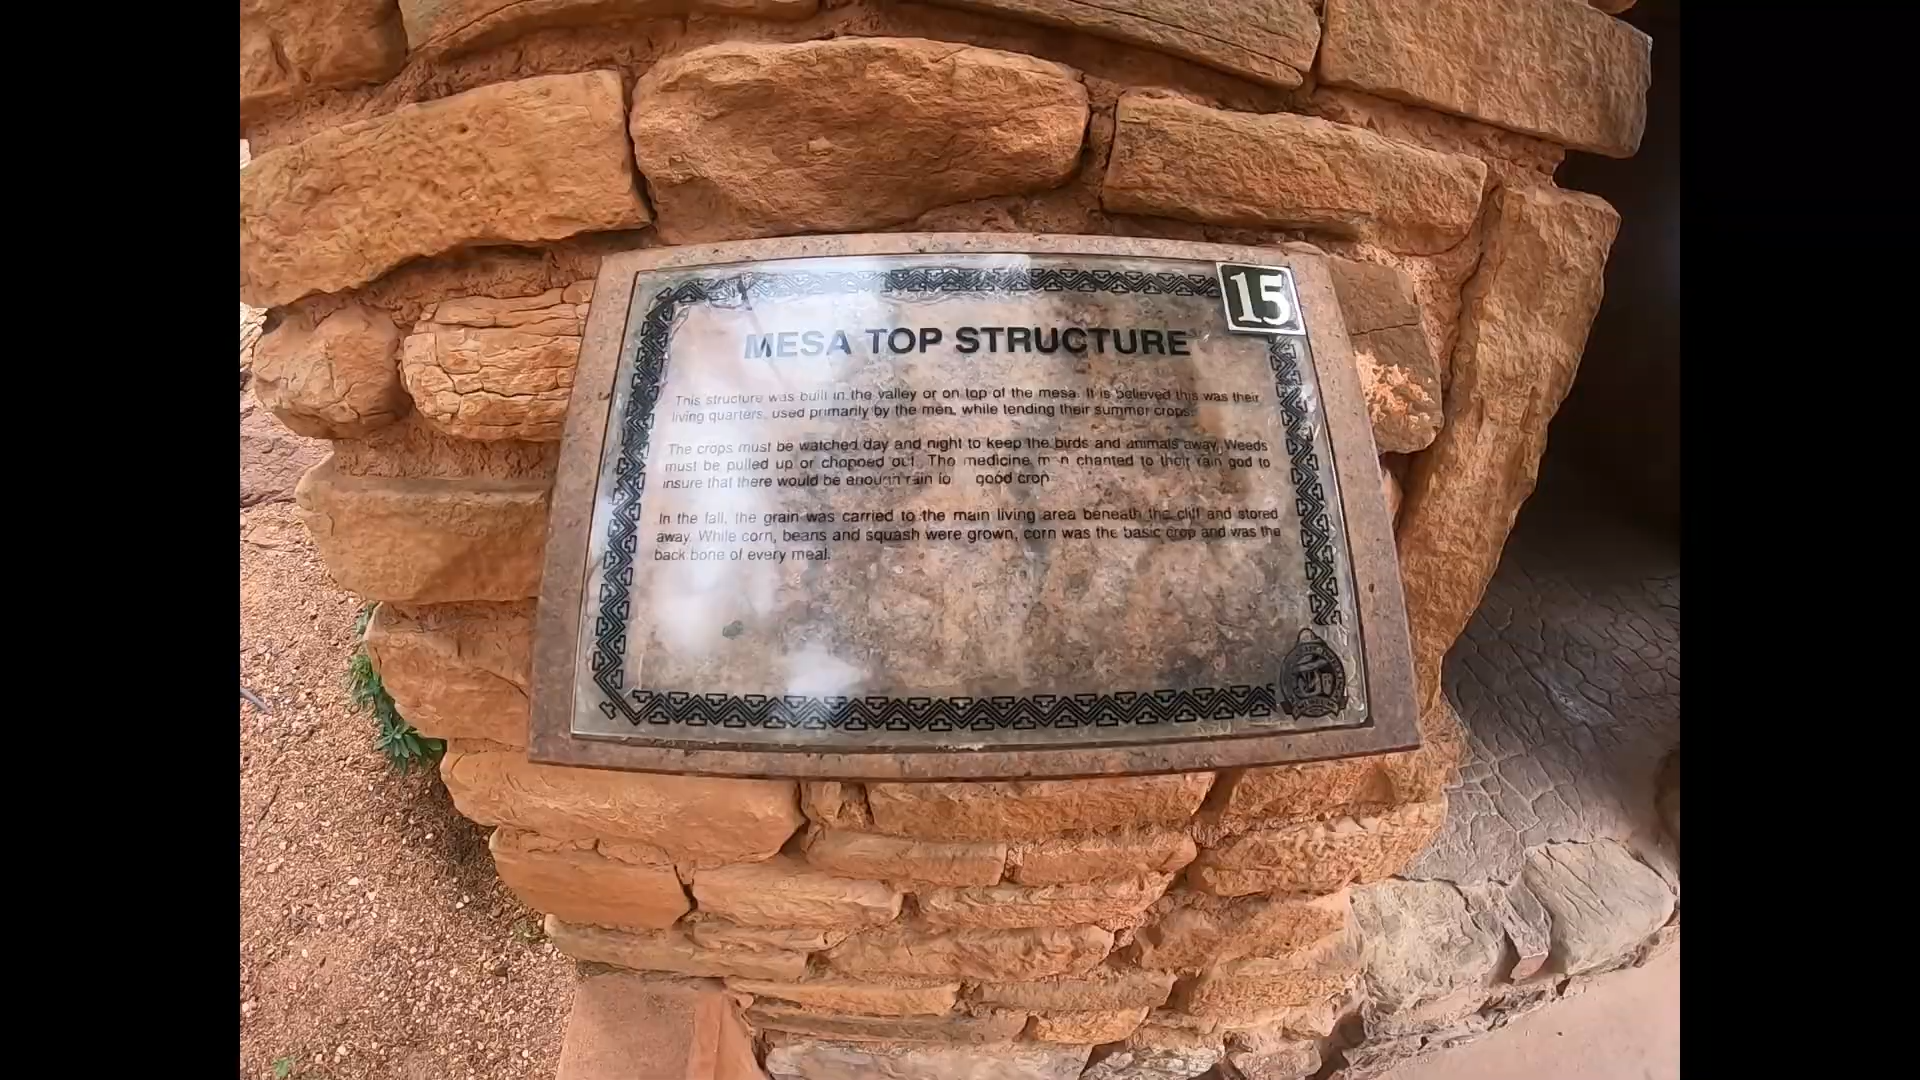 15
MESA TOP STRUCTURE
This structure was built in the valley or on top of the mesa. It is believed this was their
living quarters, used primarily by the men, while tending their summer crops.
The crops must be watched day and night to keep the birds and animals away. Weeds
must be pulled up or chopped out. The medicine m n chanted to their rain god to
insure that there would be enough rain fo good crop
In the fall, the grain was carried to the main living area beneath the cliff and stored
away. While corn, beans and squash were grown, corn was the basic crop and was the
back bone of every meal.